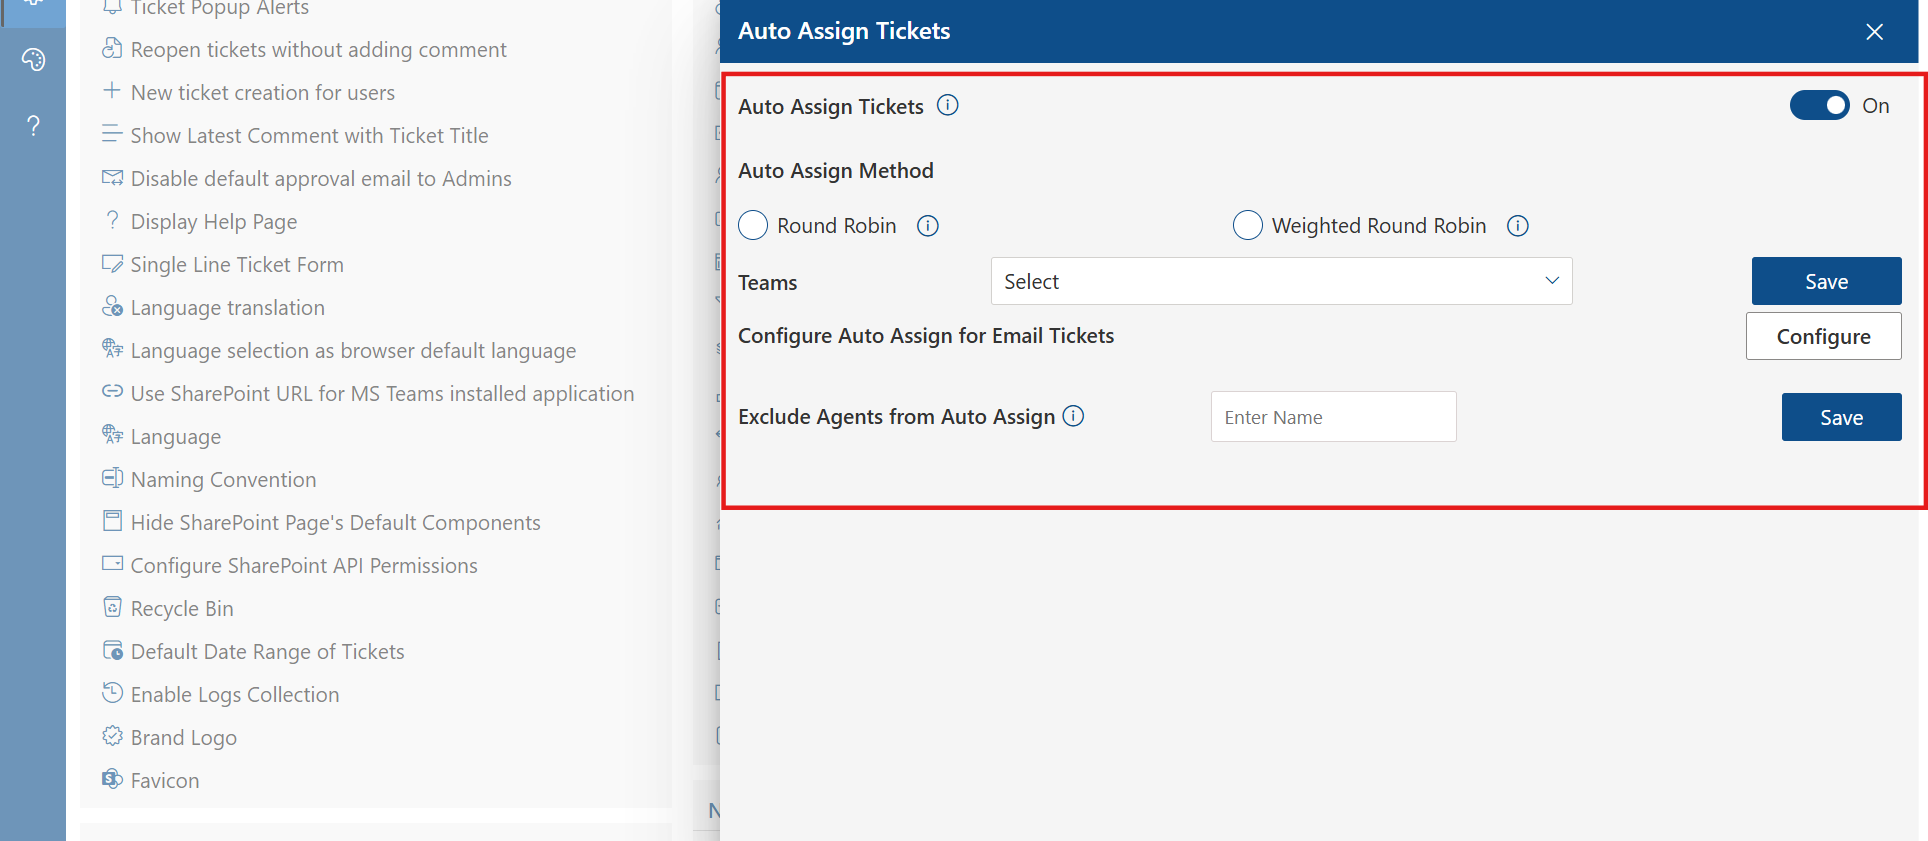 Ticket Popup Alerts
Reopen tickets without adding comment
New ticket creation for users
Show Latest Comment with Ticket Title
Disable default approval email to Admins
Display Help Page
Single Line Ticket Form
Language translation
Language selection as browser default language
Use SharePoint URL for MS Teams installed application
Language
Naming Convention
Hide SharePoint Page's Default Components
Configure SharePoint API Permissions
Recycle Bin
Default Date Range of Tickets
Enable Logs Collection
Brand Logo
Favicon
Auto Assign Tickets
Auto Assign Tickets
On
Auto Assign Method
Round Robin
Weighted Round Robin
Teams
Select
Save
Configure Auto Assign for Email Tickets
Configure
Exclude Agents from Auto Assign
Enter Name
Save